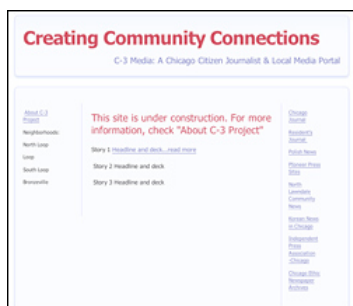 Creating Community Connections
C-3 Media: A Chicago Citizen Journalist & Local Media Portal
About C-3
Project
Neighborhoods:
North Loop
Loop
South Loop
Bronzeville
This site is under construction. For more
information, check "About C-3 Project"
Story 1 Headline and deck...read more
Story 2 Headline and deck
Story 3 Headline and deck
Chicago
Journal
Resident's
Journal
Polish News
Pioneer Press
Sites
North
Lawndale
Community
News
Korean News
in Chicago
Independent
Press
Association
-Chicago
Chicago Ethnic
Newspaper
Archives